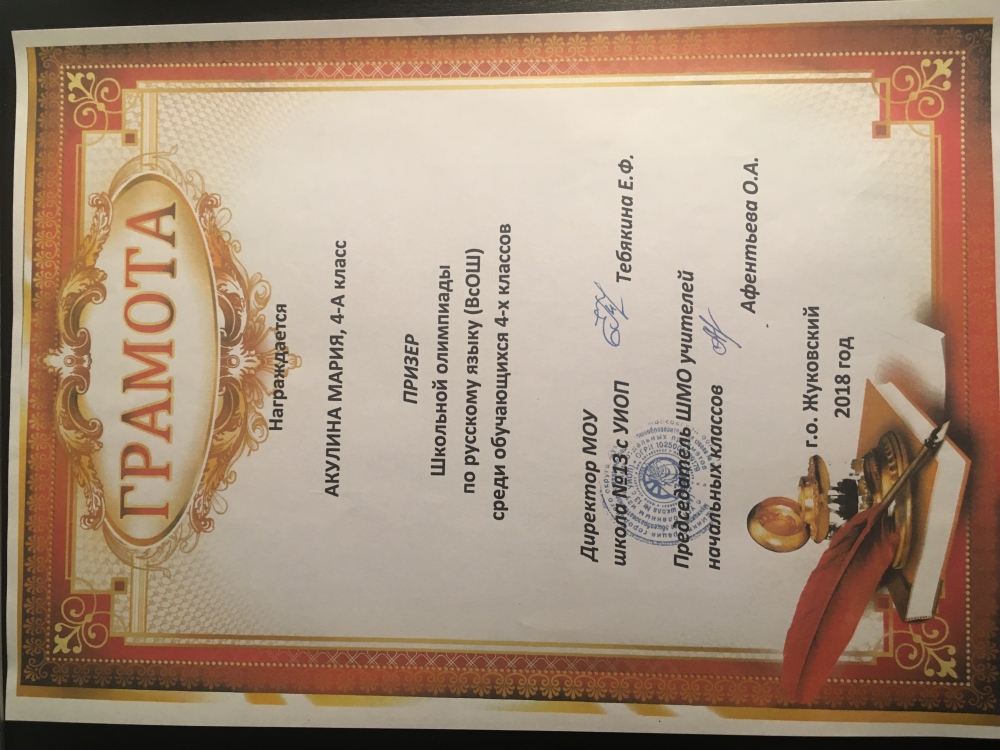 ГРАМОТА
Награждается
АКУЛИНА МАРИЯ, 4-А класс
ПРИЗЕР
Школьной олимпиады
по русскому языку (ВсОШ)
среди обучающихся 4-х классов
Директор МОУ
школа №13 с УИОП Тебякина Е.Ф.
Председатель ШМО учителей
начальных классов
Афентьева О.А.
г.о. Жуковский
2018 год